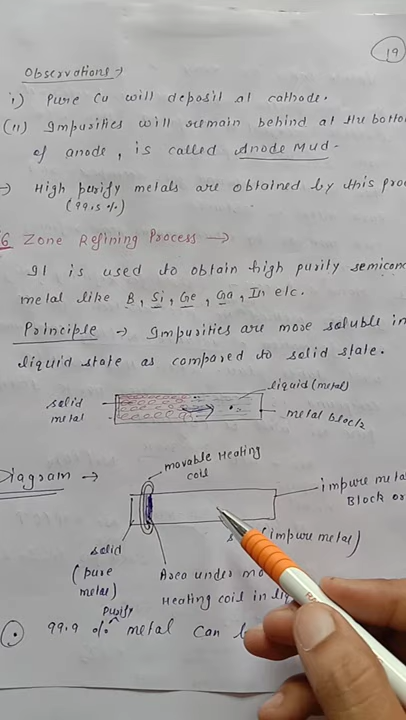 19
Observations →
i) Pure Cu will deposit at cathode.
(ii) Impurities will remain behind at the botto
of anode, is called Anode Mud.
→ High purify metals are obtained by this pro
(99.5 %)
6 Zone Refining Process →
It is used to obtain high purity semicon
metal like B, Si, Ge, Ga, In etc.
Principle → Impurities are more soluble in
liquid state as compared to solid state.
solid metal
liquid (metal)
metal block
Diagram →
movable Heating coil
impure meta
Block or
(impure metal)
solid
(pure metal)
Area under mo
Heating coil in li
99.9 % Purify metal can b